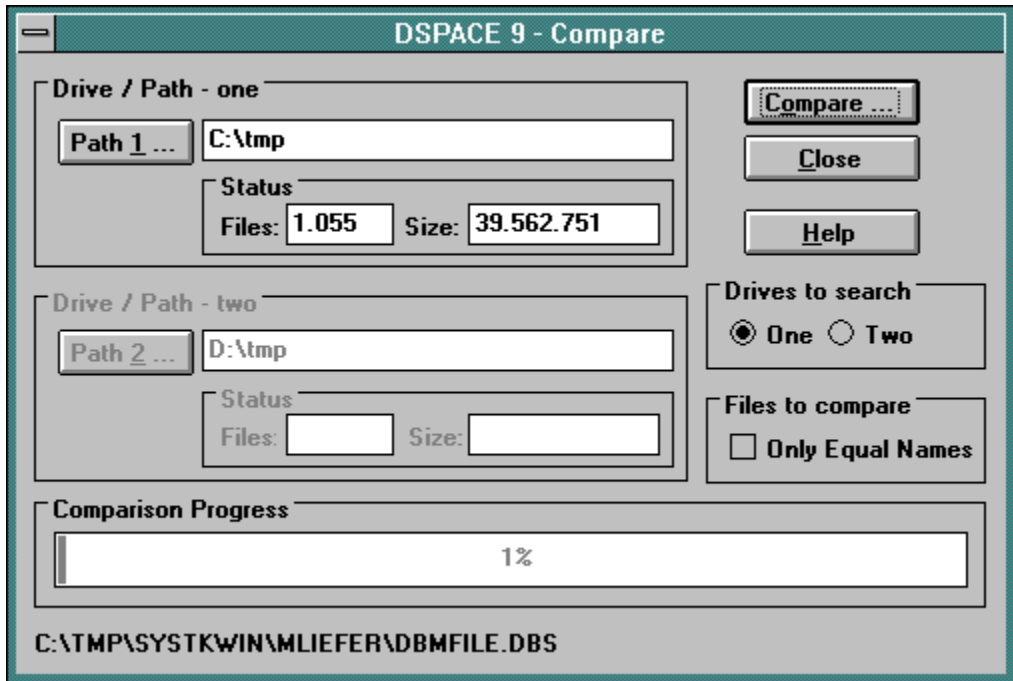 DSPACE 9 - Compare
Drive / Path - one
Path 1 ... C:\tmp
Status
Files: 1.055 Size: 39.562.751
Compare ...
Close
Help
Drive / Path - two
Path 2 ... D:\tmp
Status
Files: Size:
Drives to search
One Two
Files to compare
Only Equal Names
Comparison Progress
1%
C:\TMP\SYSTKWIN\MLIEFER\DBMFILE.DBS